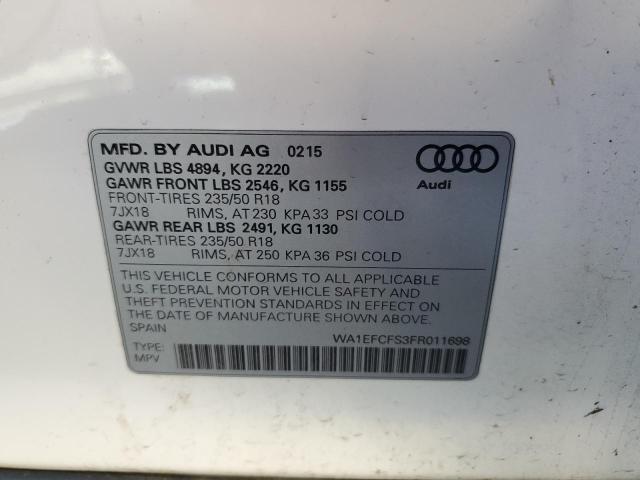 MFD. BY AUDI AG 0215
GVWR LBS 4894, KG 2220
GAWR FRONT LBS 2546, KG 1155
FRONT-TIRES 235/50 R18
7JX18 RIMS, AT 230 KPA 33 PSI COLD
GAWR REAR LBS 2491, KG 1130
REAR-TIRES 235/50 R18
7JX18 RIMS, AT 250 KPA 36 PSI COLD
Audi
THIS VEHICLE CONFORMS TO ALL APPLICABLE
U.S. FEDERAL MOTOR VEHICLE SAFETY AND
THEFT PREVENTION STANDARDS IN EFFECT ON
THE DATE OF MANUFACTURE SHOWN ABOVE.
SPAIN
WA1EFCFS3FR011698
TYPE:
MPV